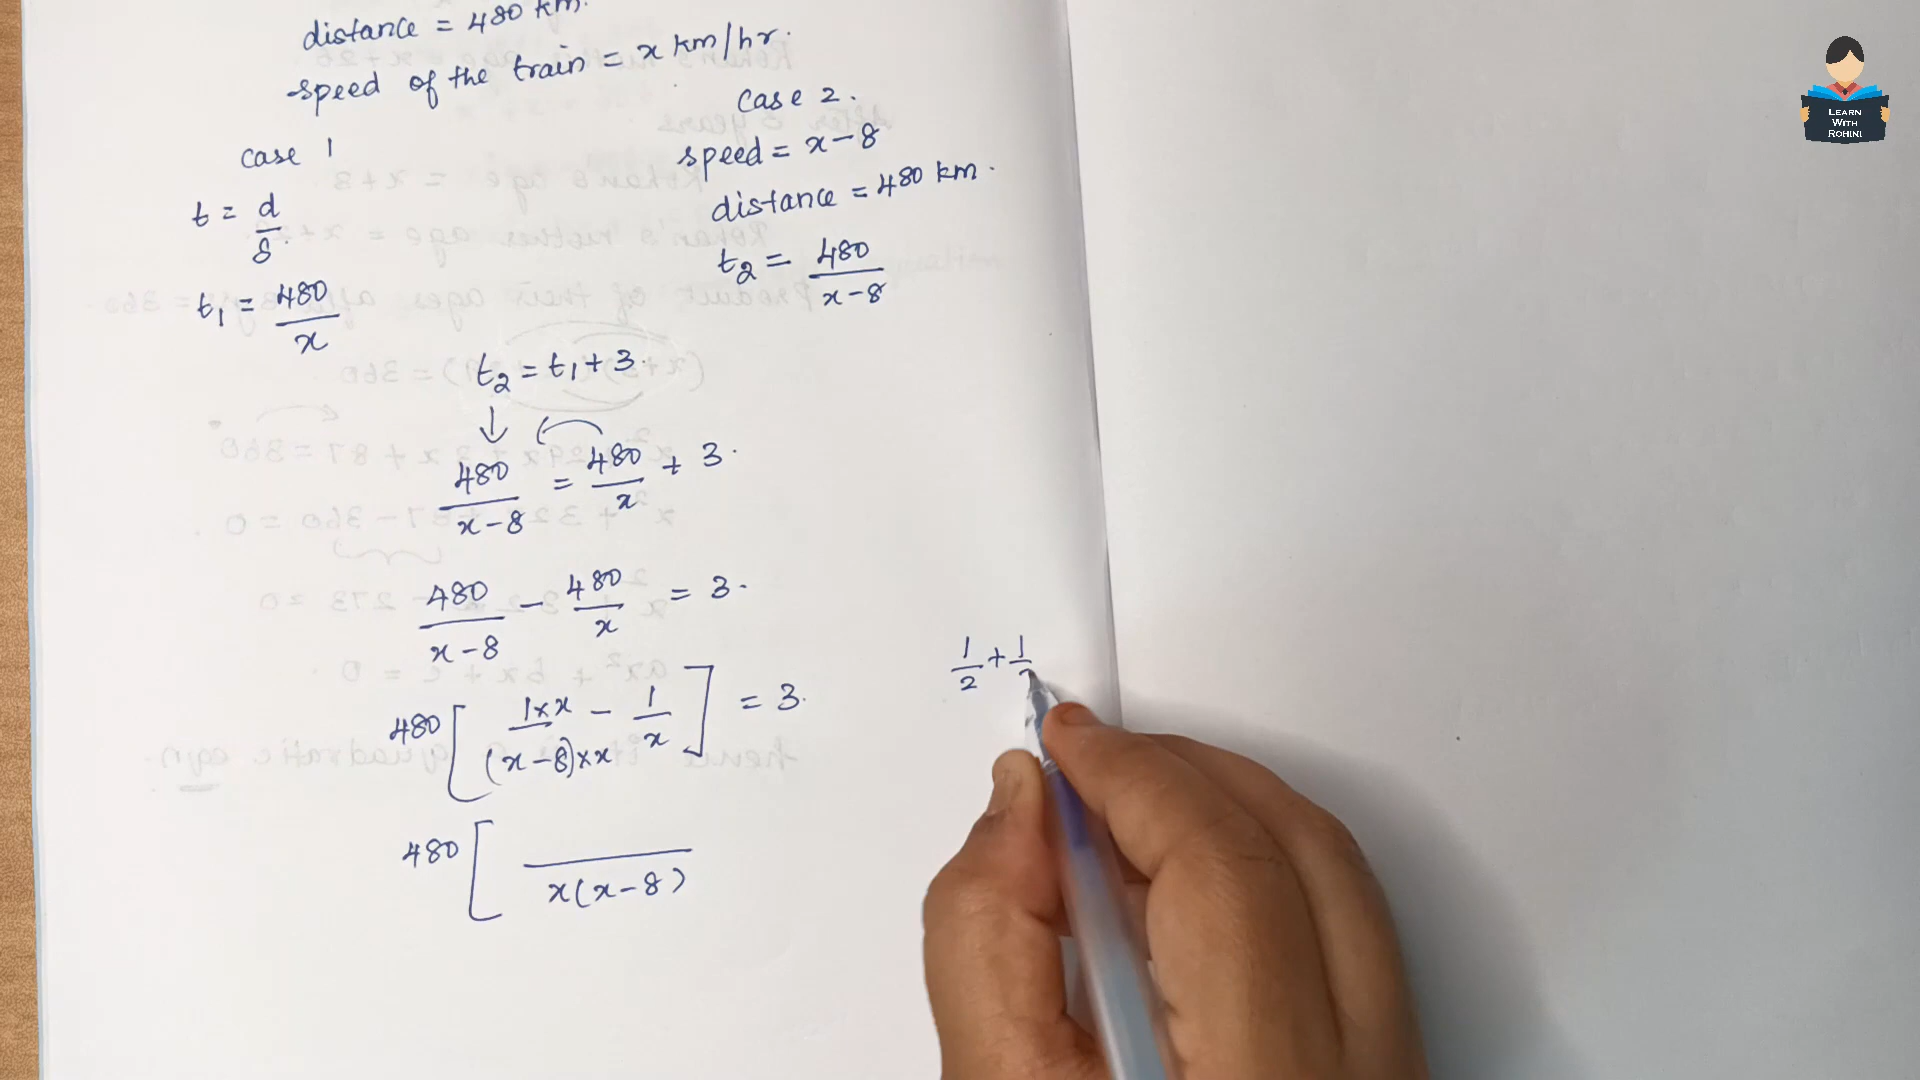 distance = 480 km.
speed of the train = x km/hr.
case 1
t = d/s.
t₁ = 480/x
case 2.
speed = x-8
distance = 480 km.
t₂ = 480/(x-8)
t₂ = t₁ + 3.
480/(x-8) = 480/x + 3.
480/(x-8) - 480/x = 3.
480 [ 1×x/(x-8)×x - 1/x ] = 3.
480 [ /x(x-8)
1/2 + 1/
LEARN
WITH
ROHINI